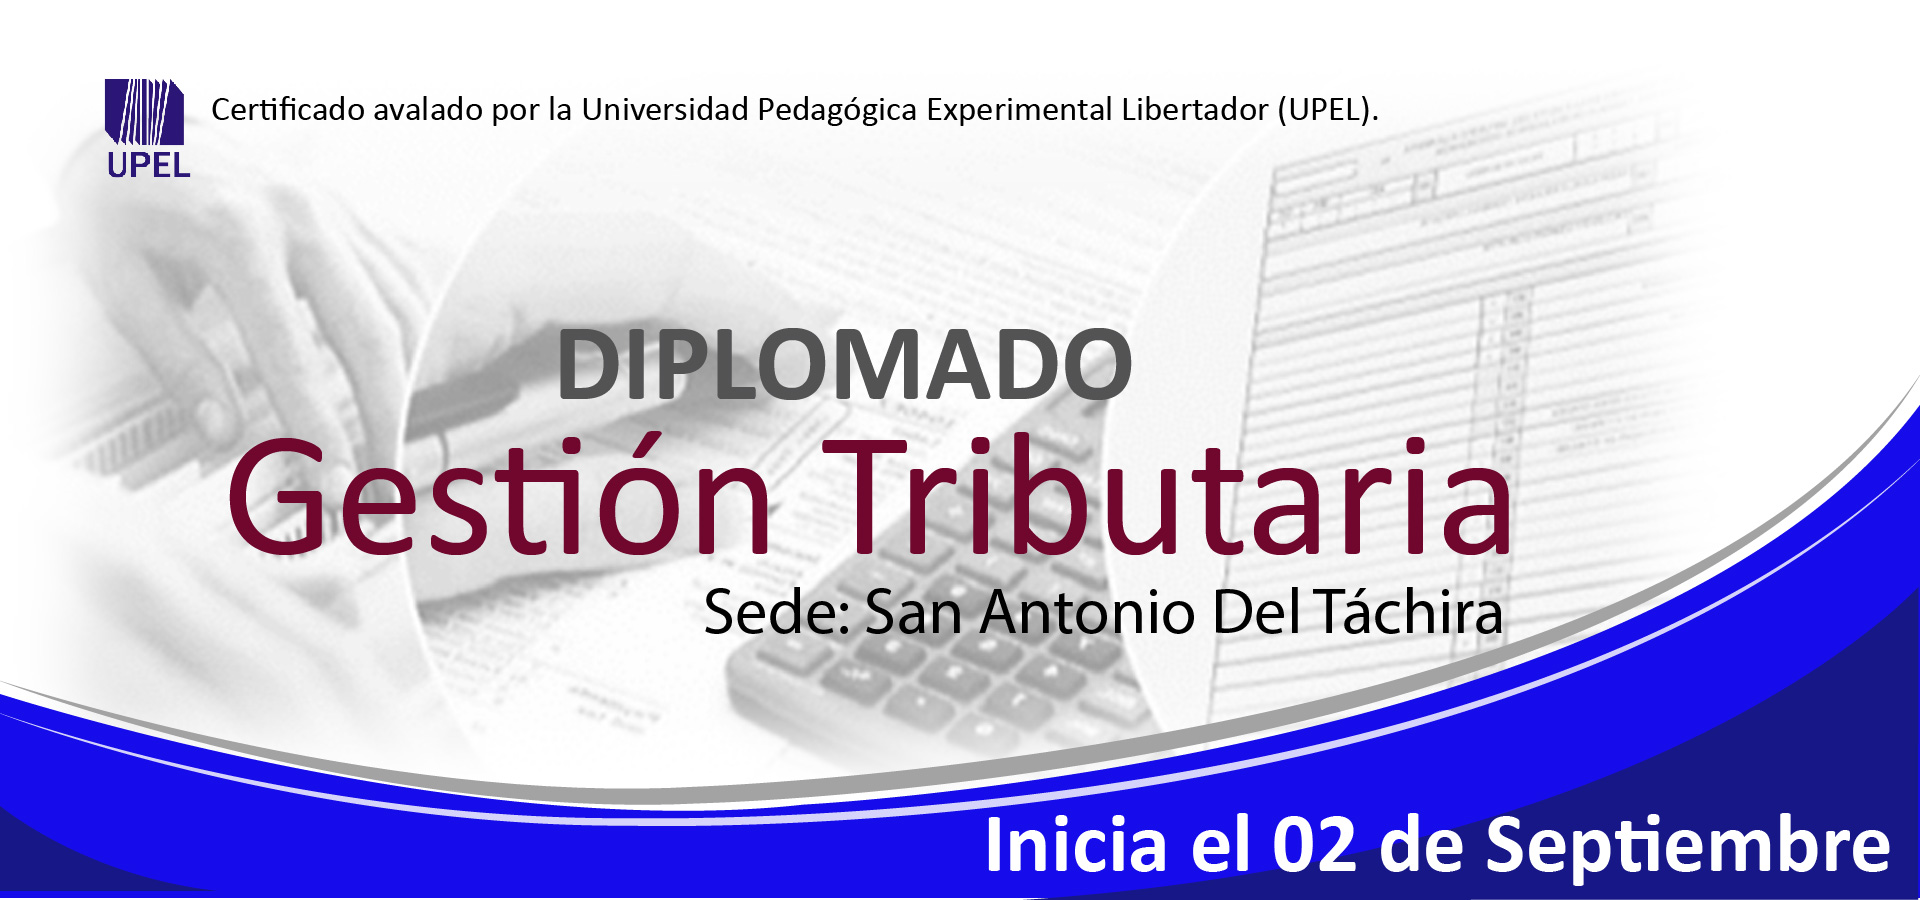 Certificado avalado por la Universidad Pedagógica Experimental Libertador (UPEL).
UPEL
DIPLOMADO
Gestión Tributaria
Sede: San Antonio Del Táchira
Inicia el 02 de Septiembre